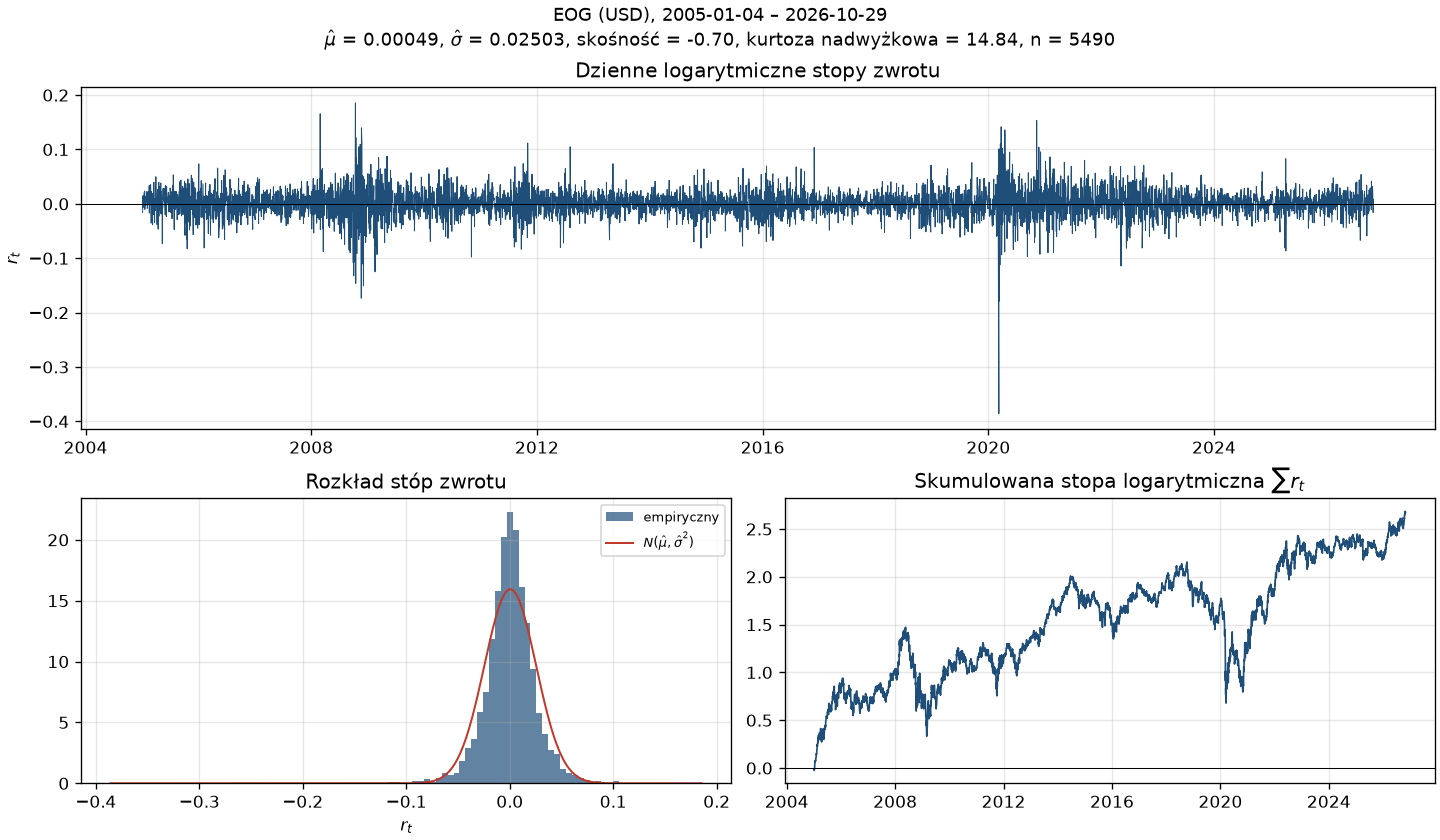 EOG (USD), 2005-01-04 – 2026-10-29
μ̂ = 0.00049, σ̂ = 0.02503, skośność = -0.70, kurtoza nadwyżkowa = 14.84, n = 5490
Dzienne logarytmiczne stopy zwrotu
0.2
0.1
0.0
−0.1
−0.2
−0.3
−0.4
r_t
2004 2008 2012 2016 2020 2024
Rozkład stóp zwrotu
empiryczny
N(μ̂, σ̂²)
20
15
10
5
0
−0.4 −0.3 −0.2 −0.1 0.0 0.1 0.2
r_t
Skumulowana stopa logarytmiczna ∑r_t
2.5
2.0
1.5
1.0
0.5
0.0
2004 2008 2012 2016 2020 2024